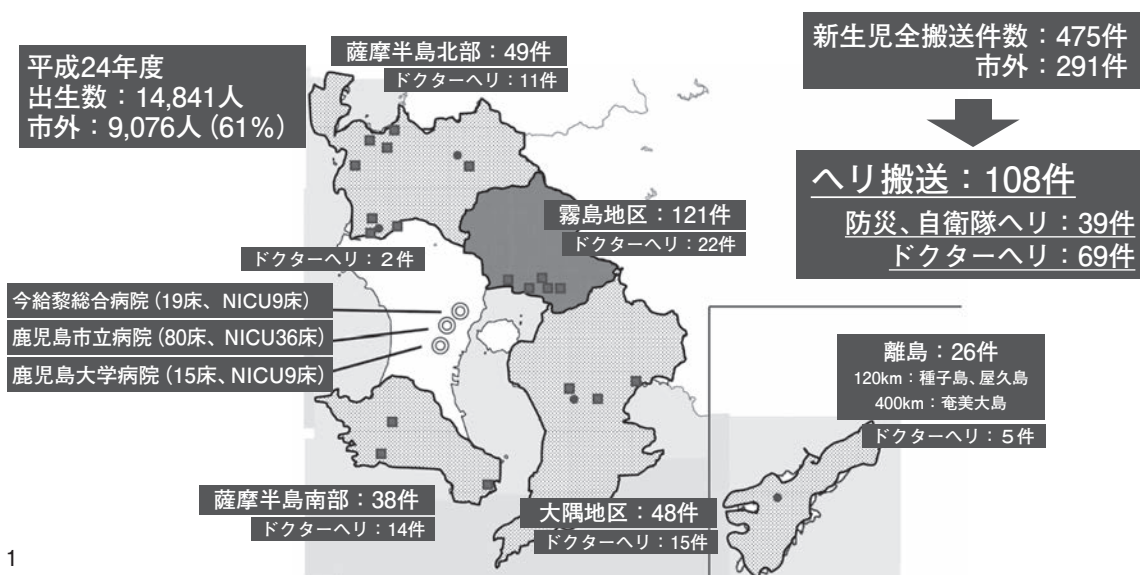 平成24年度
出生数：14,841人
市外：9,076人（61％）
薩摩半島北部：49件
ドクターヘリ：11件
新生児全搬送件数：475件
市外：291件
ヘリ搬送：108件
防災、自衛隊ヘリ：39件
ドクターヘリ：69件
霧島地区：121件
ドクターヘリ：22件
ドクターヘリ：２件
今給黎総合病院（19床、NICU9床）
鹿児島市立病院（80床、NICU36床）
鹿児島大学病院（15床、NICU9床）
離島：26件
120km：種子島、屋久島
400km：奄美大島
ドクターヘリ：５件
薩摩半島南部：38件
ドクターヘリ：14件
大隅地区：48件
ドクターヘリ：15件
1